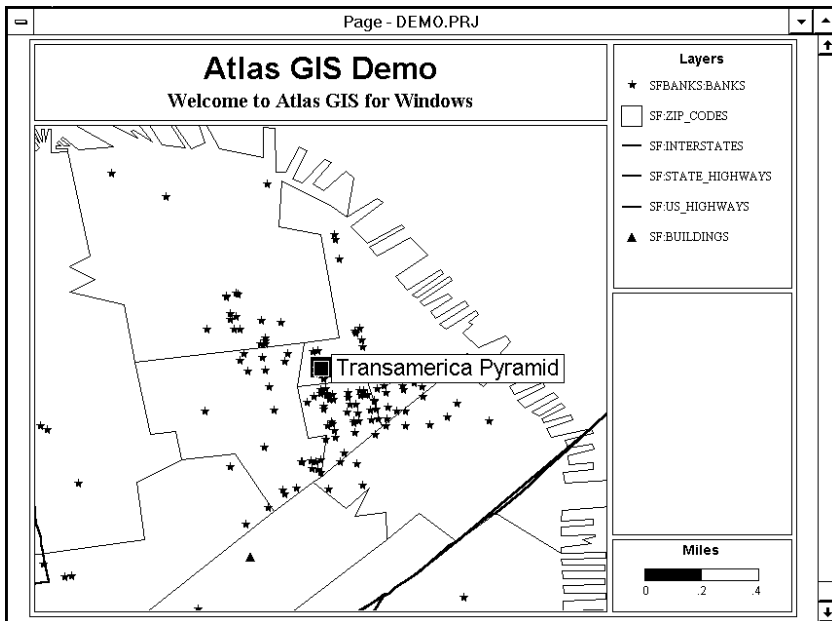 Page - DEMO.PRJ
Atlas GIS Demo
Welcome to Atlas GIS for Windows
Layers
SFBANKS:BANKS
SF:ZIP_CODES
SF:INTERSTATES
SF:STATE_HIGHWAYS
SF:US_HIGHWAYS
SF:BUILDINGS
Transamerica Pyramid
Miles
0 .2 .4